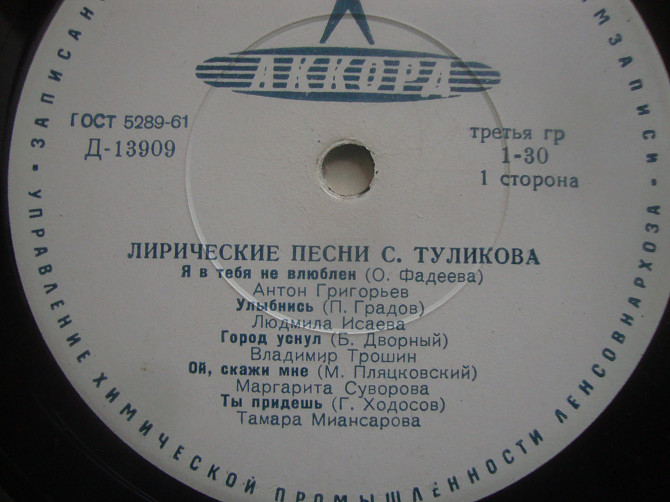 АККОРД
ГОСТ 5289-61
Д-13909
третья гр
1-30
1 сторона
ЛИРИЧЕСКИЕ ПЕСНИ С. ТУЛИКОВА
Я в тебя не влюблен (О. Фадеева)
Антон Григорьев
Улыбнись (П. Градов)
Людмила Исаева
Город уснул (Б. Дворный)
Владимир Трошин
Ой, скажи мне (М. Пляцковский)
Маргарита Суворова
Ты придешь (Г. Ходосов)
Тамара Миансарова
УПРАВЛЕНИЕ ХИМИЧЕСКОЙ ПРОМЫШЛЕННОСТИ ЛЕНСОВНАРХОЗА